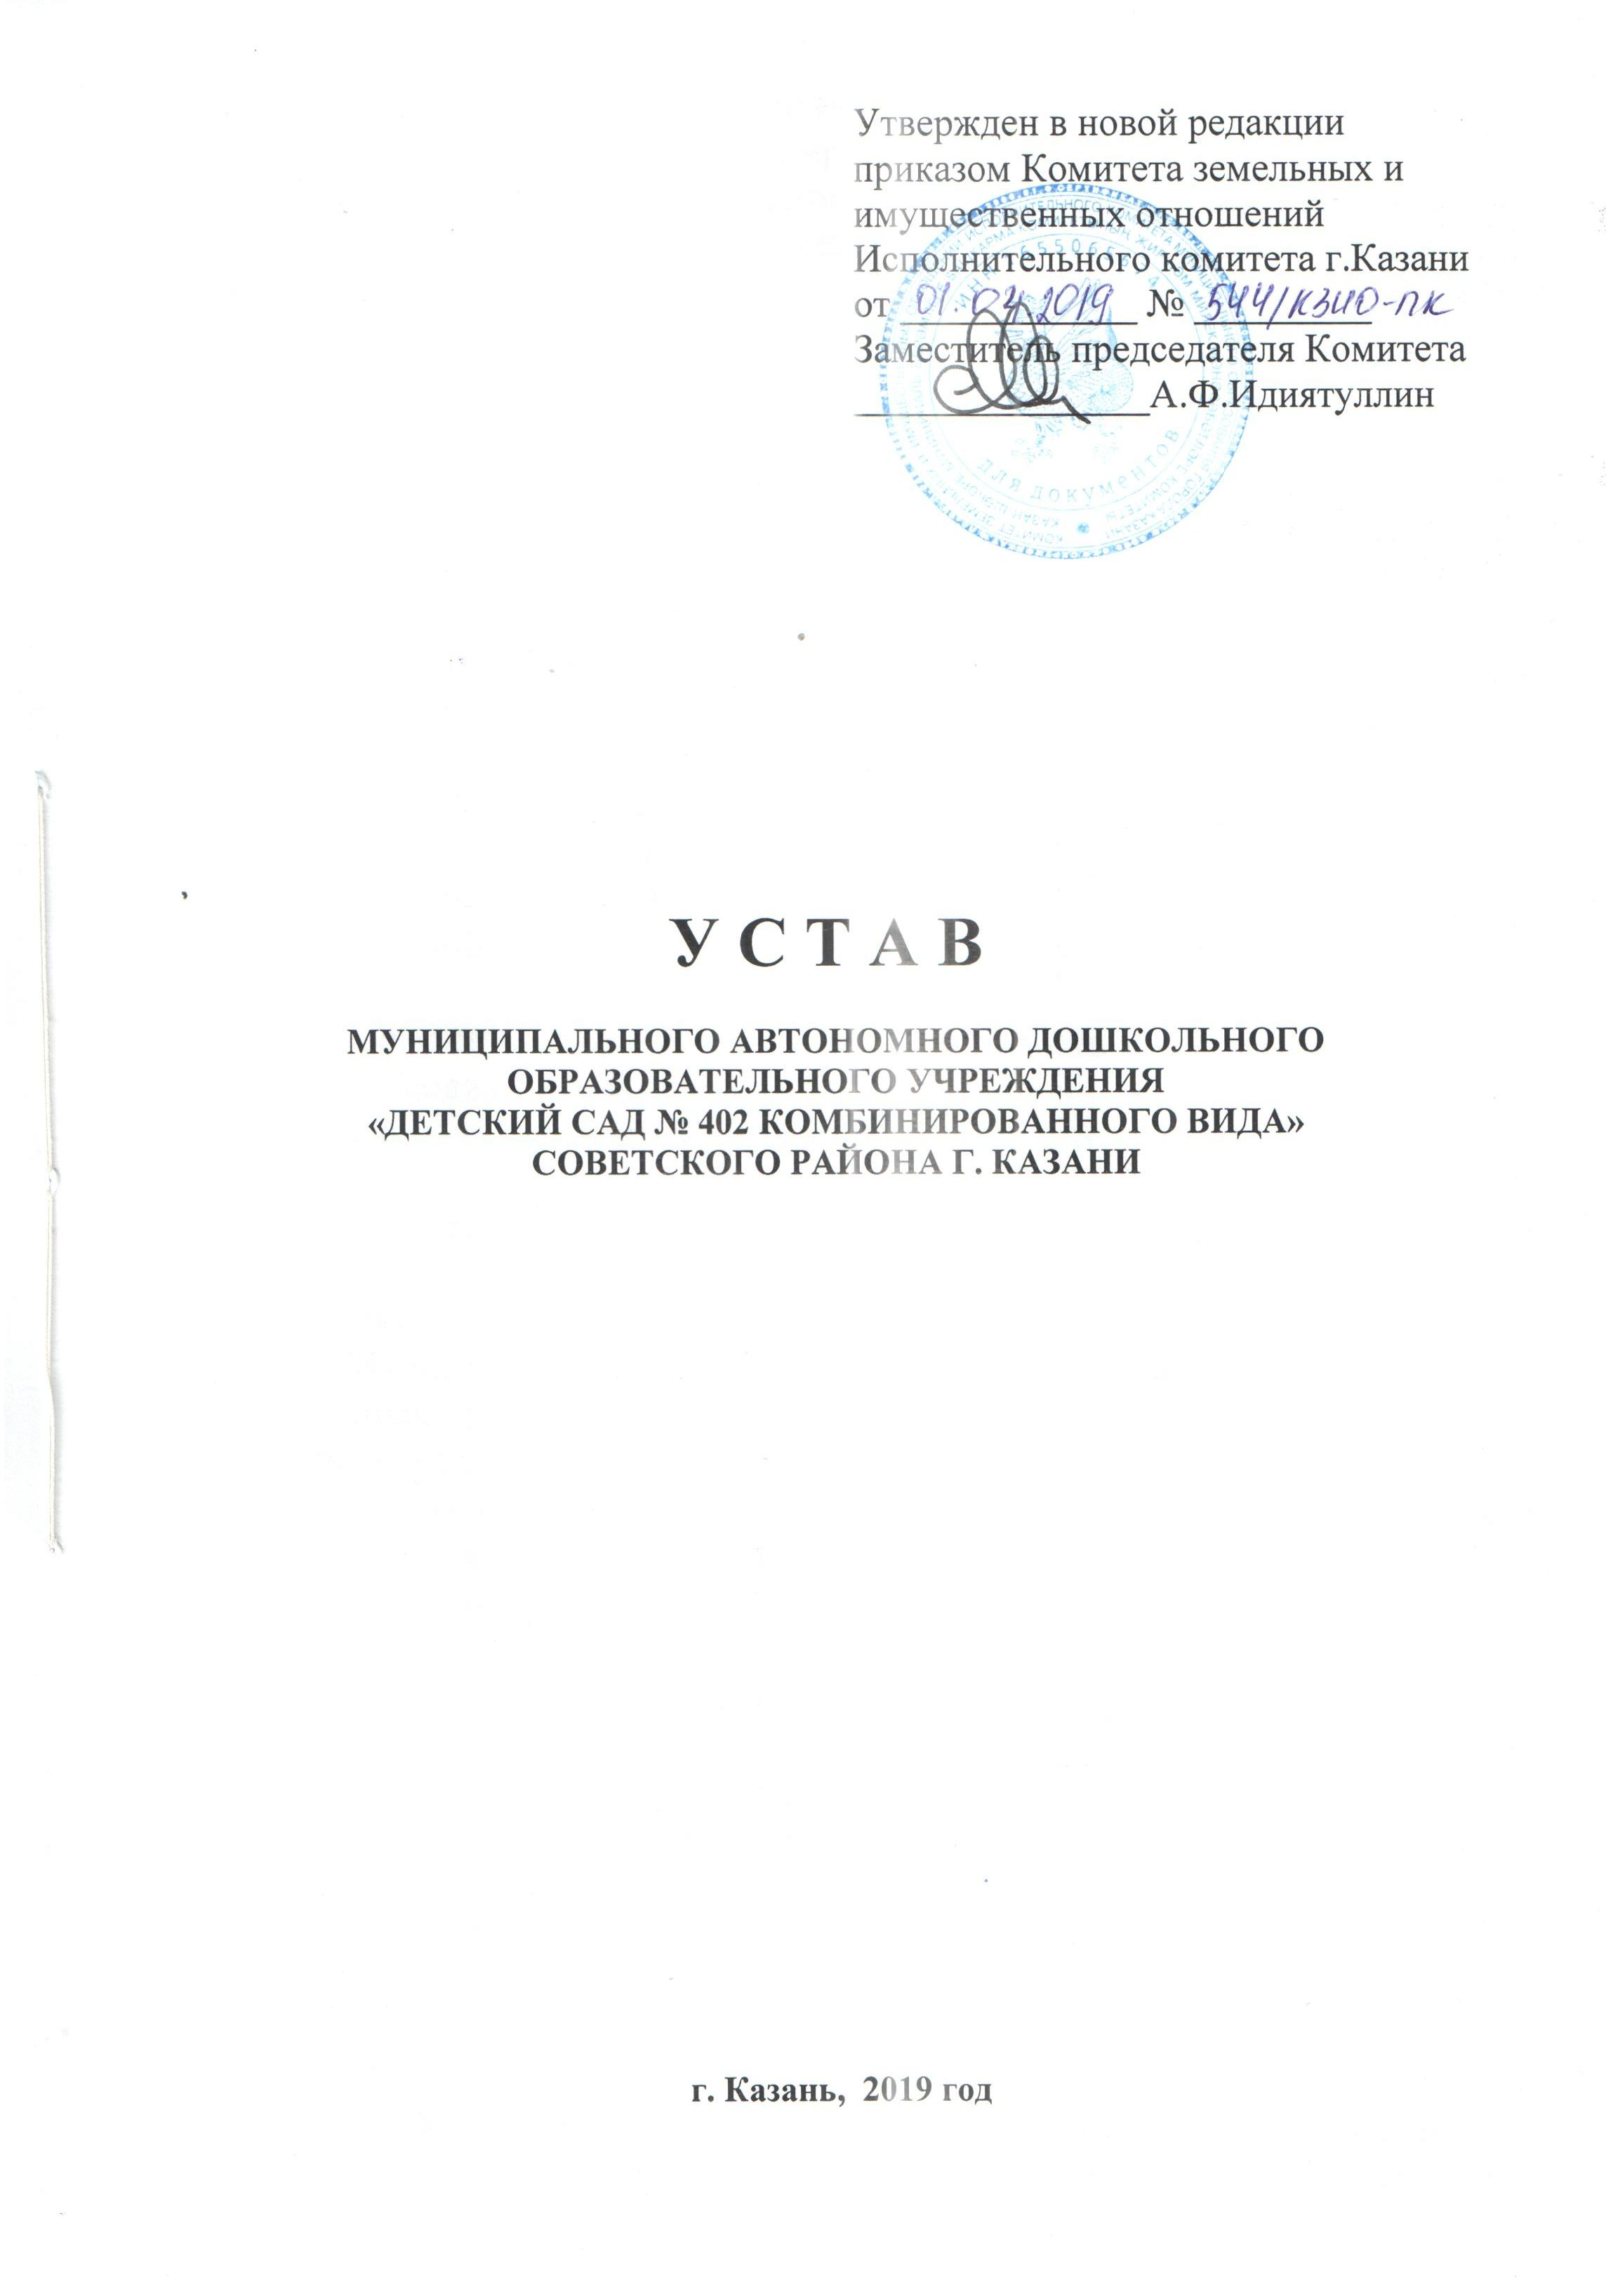 Утвержден в новой редакции
приказом Комитета земельных и
имущественных отношений
Исполнительного комитета г.Казани
от 01.04.2019 № 544/КЗИО-ПК
Заместитель председателя Комитета
А.Ф.Идиятуллин
для документов
У С Т А В
МУНИЦИПАЛЬНОГО АВТОНОМНОГО ДОШКОЛЬНОГО
ОБРАЗОВАТЕЛЬНОГО УЧРЕЖДЕНИЯ
«ДЕТСКИЙ САД № 402 КОМБИНИРОВАННОГО ВИДА»
СОВЕТСКОГО РАЙОНА Г. КАЗАНИ
г. Казань, 2019 год